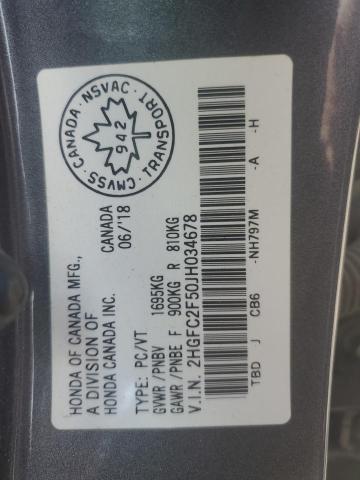 HONDA OF CANADA MFG.,
A DIVISION OF
HONDA CANADA INC.
CANADA
06/'18
CMVSS·CANADA·NSVAC·TRANSPORT·
942
TYPE: PC/VT
GVWR/PNBV 1695KG
GAWR/PNBE F 900KG R 810KG
V.I.N. 2HGFC2F50JH034678
TBD J CB6 -NH797M -A -H